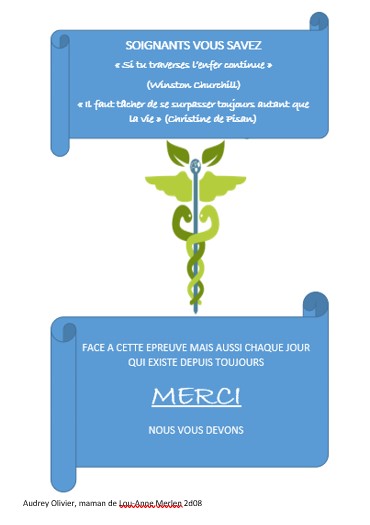 SOIGNANTS VOUS SAVEZ
« Si tu traverses l'enfer continue »
(Winston Churchill)
« Il faut tâcher de se surpasser toujours autant que
la vie » (Christine de Pisan)
FACE A CETTE EPREUVE MAIS AUSSI CHAQUE JOUR
QUI EXISTE DEPUIS TOUJOURS
MERCI
NOUS VOUS DEVONS
Audrey Olivier, maman de Lou-Anne Merlen 2d08